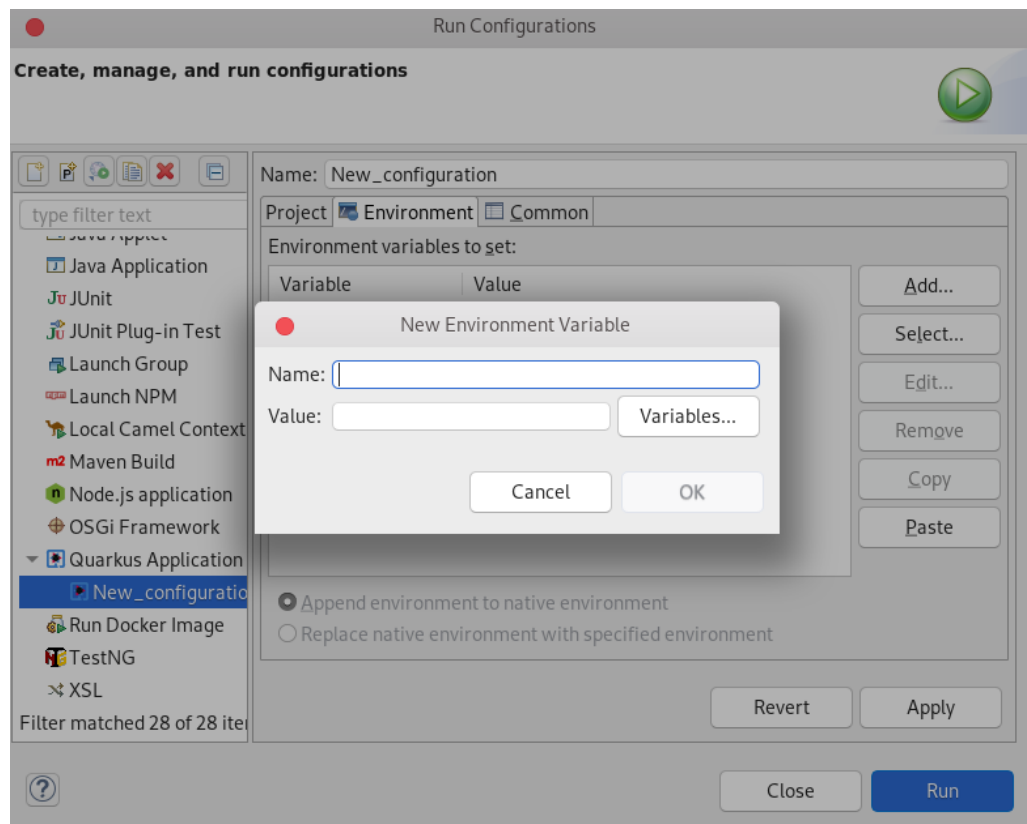 Run Configurations
Create, manage, and run configurations
Name: New_configuration
type filter text
Project Environment Common
Environment variables to set:
Variable Value
Java Applet
Java Application
JUnit
JUnit Plug-in Test
Launch Group
Launch NPM
Local Camel Context
Maven Build
Node.js application
OSGi Framework
Quarkus Application
New_configuratio
Run Docker Image
TestNG
XSL
Filter matched 28 of 28 iter
Add...
Select...
Edit...
Remove
Copy
Paste
New Environment Variable
Name:
Value: Variables...
Cancel OK
Append environment to native environment
Replace native environment with specified environment
Revert Apply
Close Run